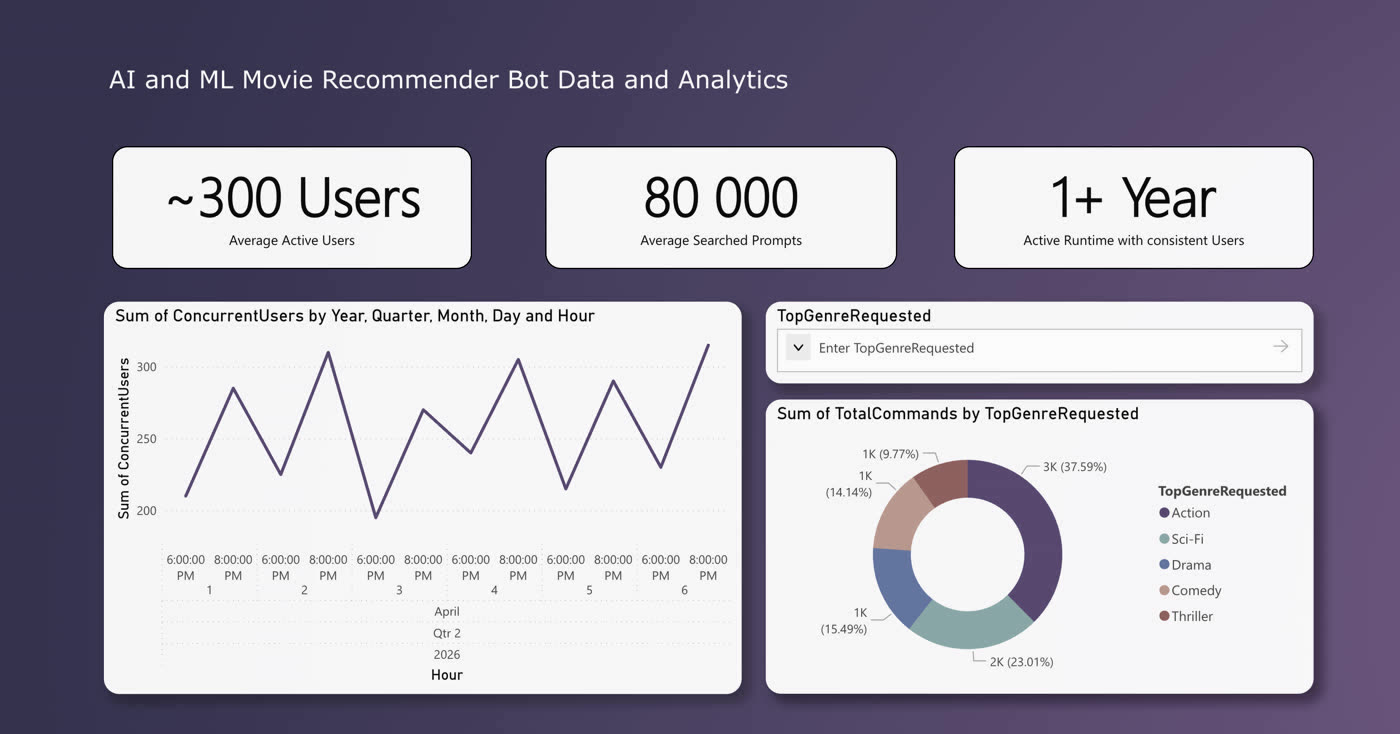 AI and ML Movie Recommender Bot Data and Analytics
~300 Users
Average Active Users
80 000
Average Searched Prompts
1+ Year
Active Runtime with consistent Users
Sum of ConcurrentUsers by Year, Quarter, Month, Day and Hour
Sum of ConcurrentUsers
300
250
200
6:00:00 8:00:00 6:00:00 8:00:00 6:00:00 8:00:00 6:00:00 8:00:00 6:00:00 8:00:00 6:00:00 8:00:00
PM PM PM PM PM PM PM PM PM PM PM PM
1 2 3 4 5 6
April
Qtr 2
2026
Hour
TopGenreRequested
Enter TopGenreRequested
Sum of TotalCommands by TopGenreRequested
1K (9.77%)
3K (37.59%)
1K
(14.14%)
1K
(15.49%)
2K (23.01%)
TopGenreRequested
Action
Sci-Fi
Drama
Comedy
Thriller